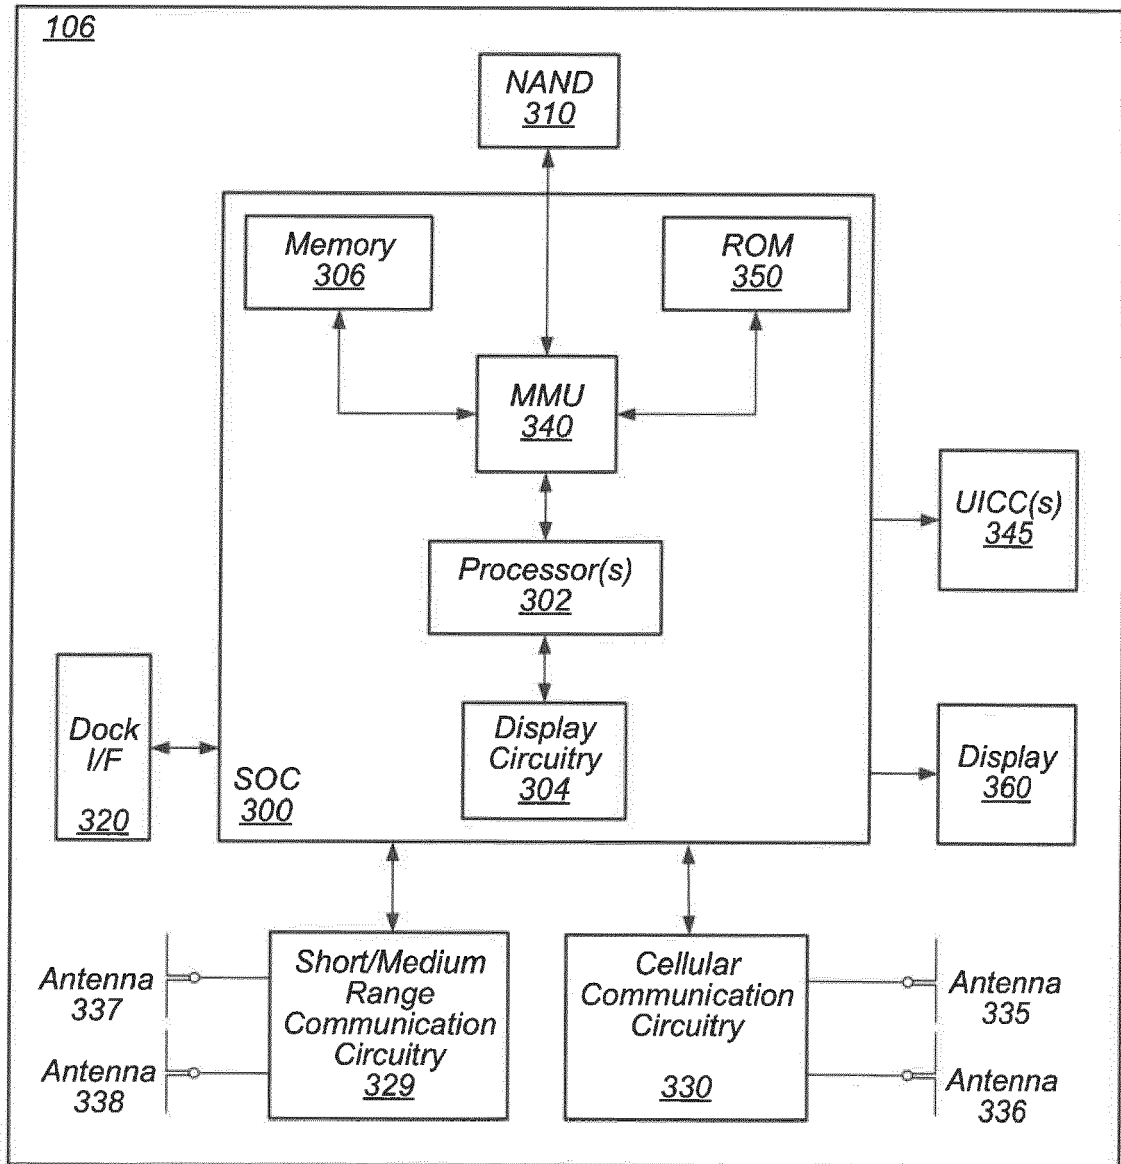 106
NAND
310
Memory
306
ROM
350
MMU
340
UICC(s)
345
Processor(s)
302
Dock
I/F
320
Display
Circuitry
304
SOC
300
Display
360
Short/Medium
Range
Communication
Circuitry
329
Cellular
Communication
Circuitry
330
Antenna
337
Antenna
338
Antenna
335
Antenna
336